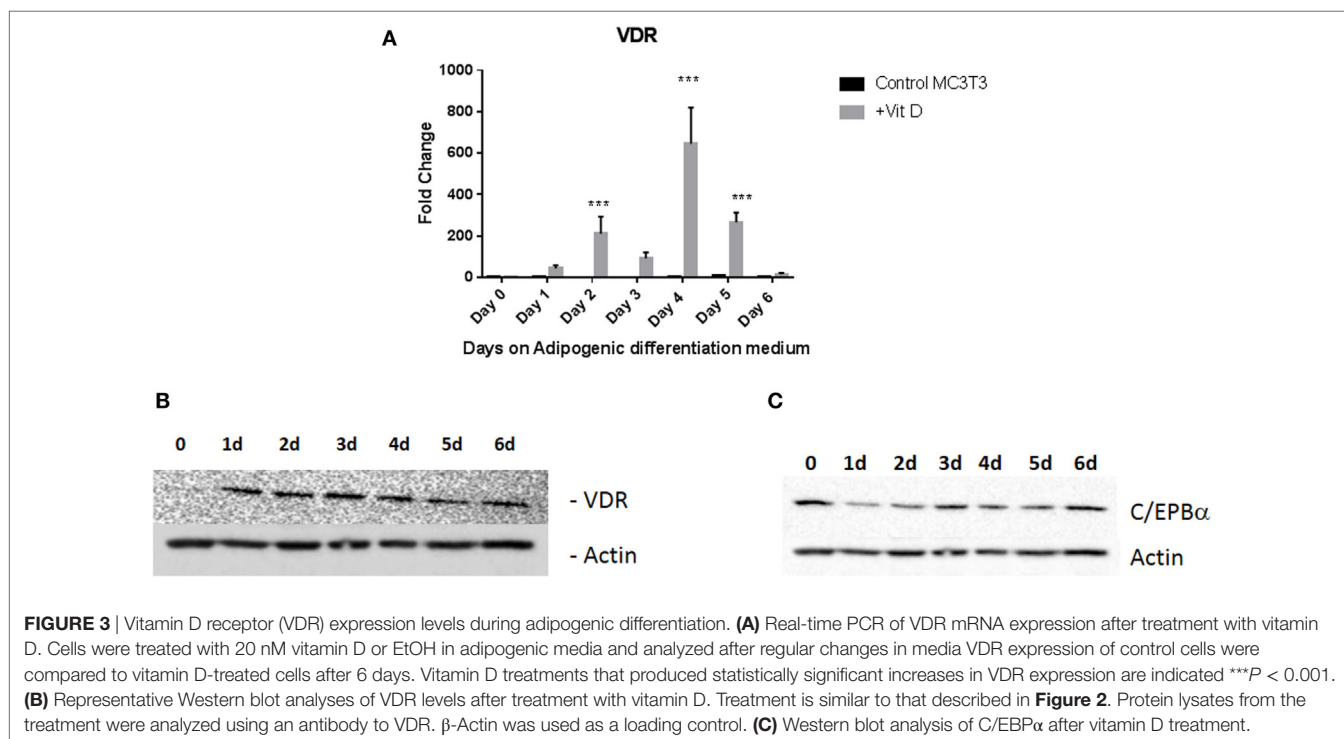 A
VDR
1000
800
600
400
200
0
Fold Change
***
***
***
Control MC3T3
+Vit D
Day 0
Day 1
Day 2
Day 3
Day 4
Day 5
Day 6
Days on Adipogenic differentiation medium
B
0 1d 2d 3d 4d 5d 6d
- VDR
- Actin
C
0 1d 2d 3d 4d 5d 6d
C/EPBα
Actin
FIGURE 3 | Vitamin D receptor (VDR) expression levels during adipogenic differentiation. (A) Real-time PCR of VDR mRNA expression after treatment with vitamin
D. Cells were treated with 20 nM vitamin D or EtOH in adipogenic media and analyzed after regular changes in media VDR expression of control cells were
compared to vitamin D-treated cells after 6 days. Vitamin D treatments that produced statistically significant increases in VDR expression are indicated ***P < 0.001.
(B) Representative Western blot analyses of VDR levels after treatment with vitamin D. Treatment is similar to that described in Figure 2. Protein lysates from the
treatment were analyzed using an antibody to VDR. β-Actin was used as a loading control. (C) Western blot analysis of C/EBPα after vitamin D treatment.